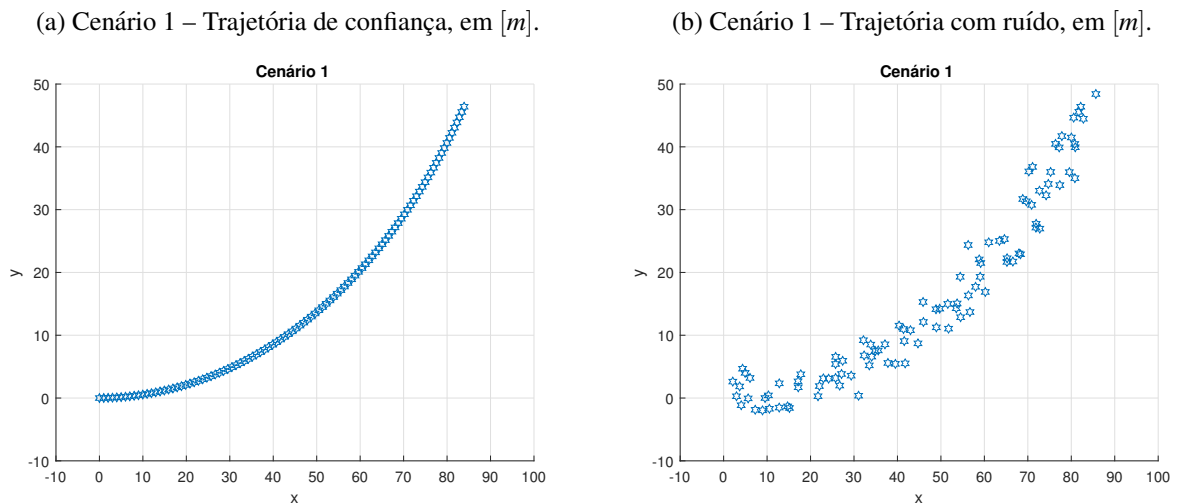 (a) Cenário 1 – Trajetória de confiança, em [m].
Cenário 1
50
40
30
20
10
0
-10
y
-10 0 10 20 30 40 50 60 70 80 90 100
x
(b) Cenário 1 – Trajetória com ruído, em [m].
Cenário 1
50
40
30
20
10
0
-10
y
-10 0 10 20 30 40 50 60 70 80 90 100
x